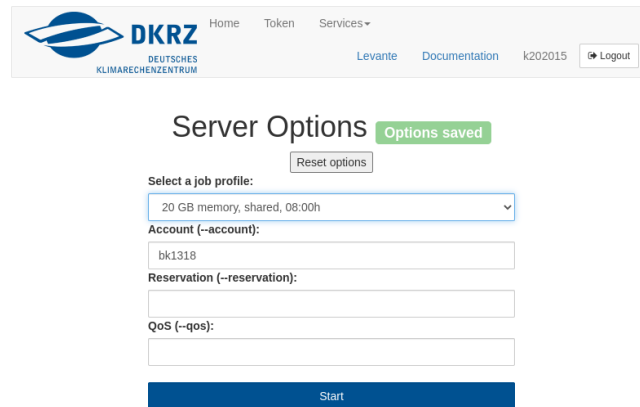 DKRZ
DEUTSCHES
KLIMARECHENZENTRUM
Home Token Services
Levante Documentation k202015 Logout
Server Options Options saved
Reset options
Select a job profile:
20 GB memory, shared, 08:00h
Account (--account):
bk1318
Reservation (--reservation):
QoS (--qos):
Start